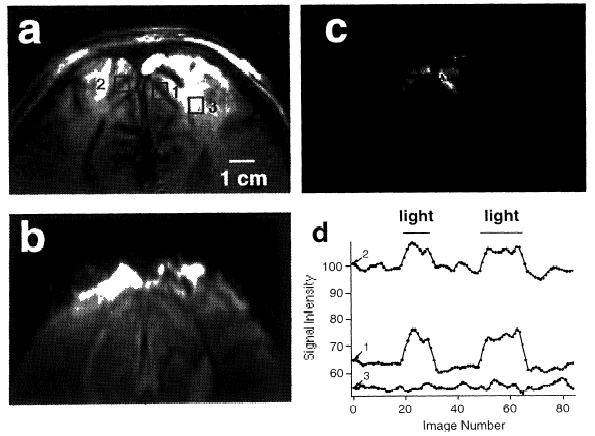 a
2
1
3
1 cm
b
c
d
light light
2
1
3
100
90
80
70
60
Signal Intensity
0 20 40 60 80
Image Number